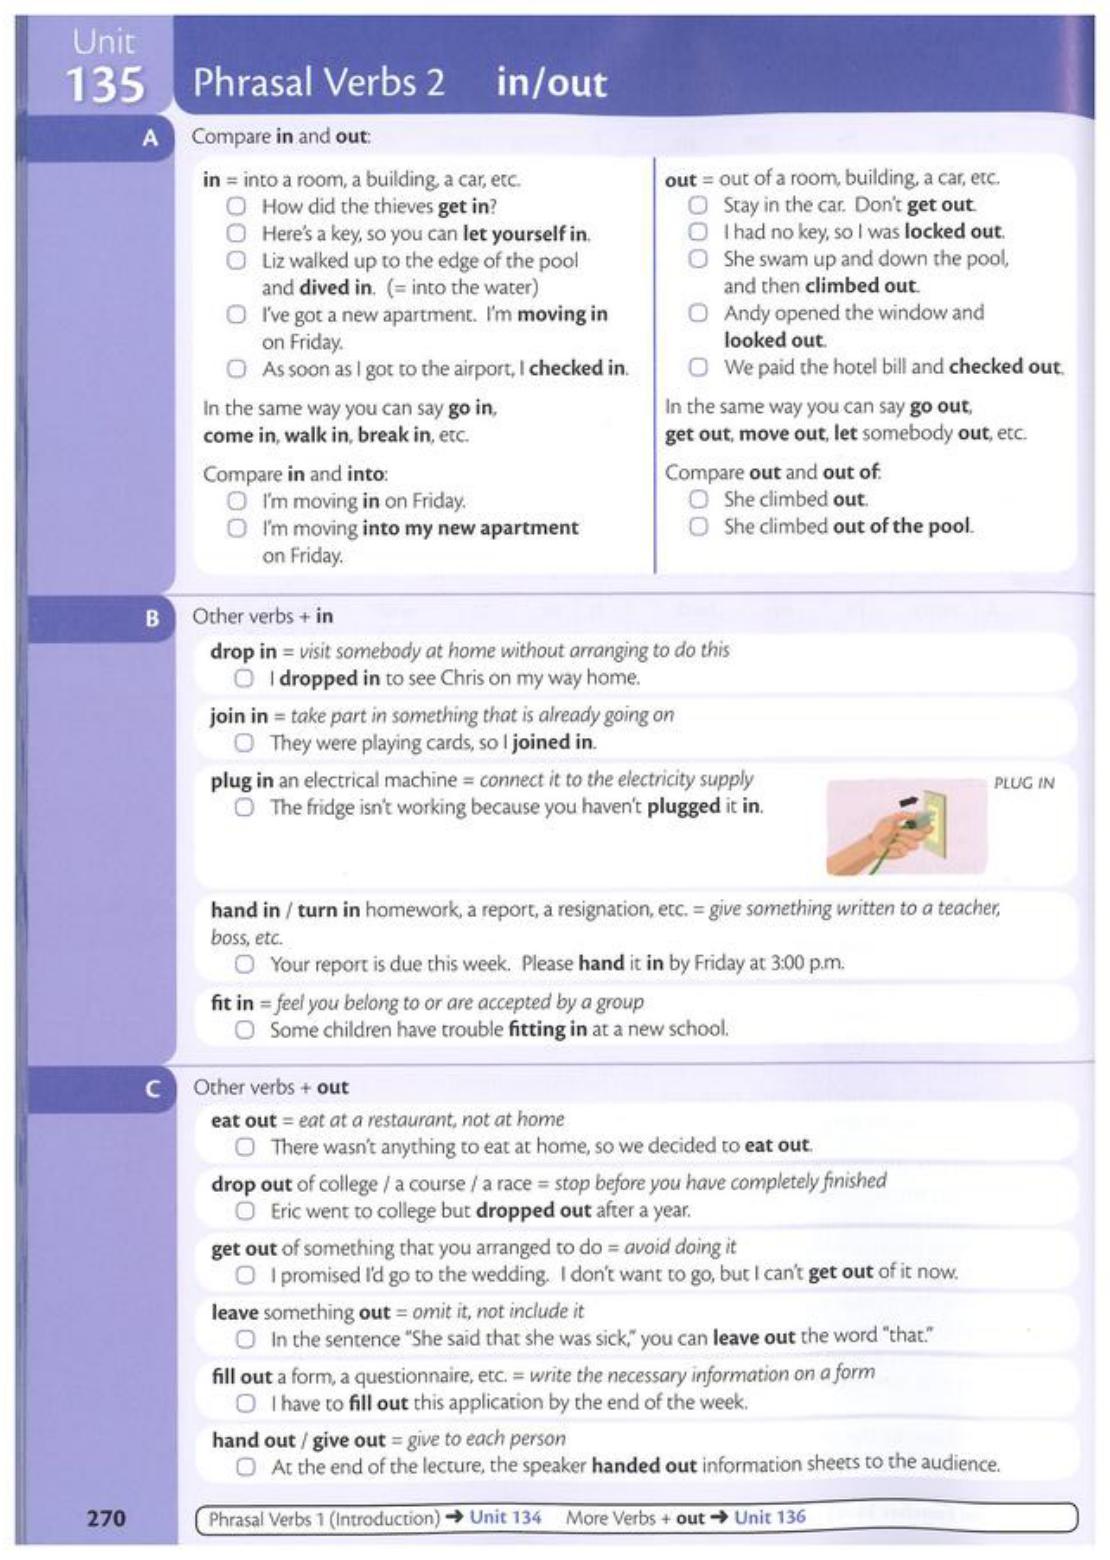 Unit
135
Phrasal Verbs 2 in/out
A
Compare in and out:
in = into a room, a building, a car, etc.
How did the thieves get in?
Here's a key, so you can let yourself in.
Liz walked up to the edge of the pool
and dived in. (= into the water)
I've got a new apartment. I'm moving in
on Friday.
As soon as I got to the airport, I checked in.
In the same way you can say go in,
come in, walk in, break in, etc.
Compare in and into:
I'm moving in on Friday.
I'm moving into my new apartment
on Friday.
out = out of a room, building, a car, etc.
Stay in the car. Don't get out.
I had no key, so I was locked out.
She swam up and down the pool,
and then climbed out.
Andy opened the window and
looked out.
We paid the hotel bill and checked out.
In the same way you can say go out,
get out, move out, let somebody out, etc.
Compare out and out of:
She climbed out.
She climbed out of the pool.
B
Other verbs + in
drop in = visit somebody at home without arranging to do this
I dropped in to see Chris on my way home.
join in = take part in something that is already going on
They were playing cards, so I joined in.
plug in an electrical machine = connect it to the electricity supply
The fridge isn't working because you haven't plugged it in.
PLUG IN
hand in / turn in homework, a report, a resignation, etc. = give something written to a teacher,
boss, etc.
Your report is due this week. Please hand it in by Friday at 3:00 p.m.
fit in = feel you belong to or are accepted by a group
Some children have trouble fitting in at a new school.
C
Other verbs + out
eat out = eat at a restaurant, not at home
There wasn't anything to eat at home, so we decided to eat out.
drop out of college / a course / a race = stop before you have completely finished
Eric went to college but dropped out after a year.
get out of something that you arranged to do = avoid doing it
I promised I'd go to the wedding. I don't want to go, but I can't get out of it now.
leave something out = omit it, not include it
In the sentence "She said that she was sick," you can leave out the word "that."
fill out a form, a questionnaire, etc. = write the necessary information on a form
I have to fill out this application by the end of the week.
hand out / give out = give to each person
At the end of the lecture, the speaker handed out information sheets to the audience.
270
Phrasal Verbs 1 (Introduction) ➜ Unit 134 More Verbs + out ➜ Unit 136